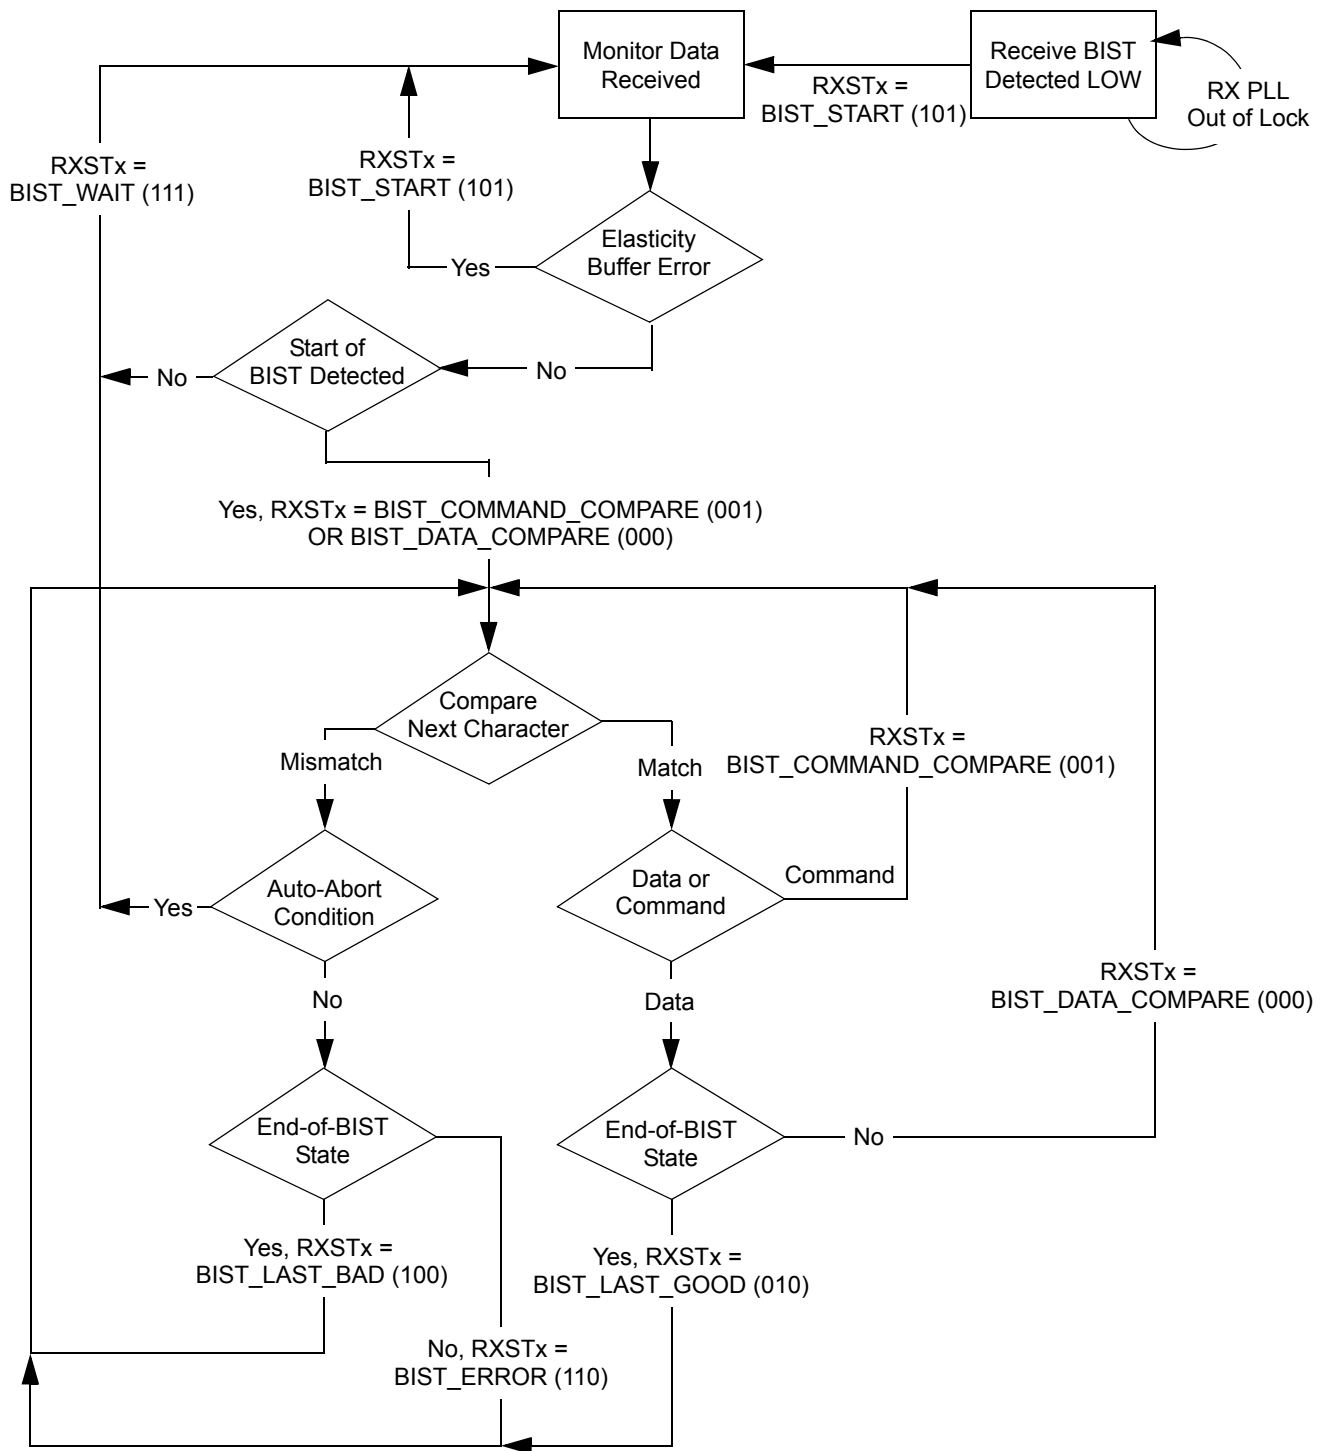 Monitor Data
Received
Receive BIST
Detected LOW
RX PLL
Out of Lock
RXSTx =
BIST_START (101)
RXSTx =
BIST_WAIT (111)
RXSTx =
BIST_START (101)
Elasticity
Buffer Error
Yes
Start of
BIST Detected
No
No
Yes, RXSTx = BIST_COMMAND_COMPARE (001)
OR BIST_DATA_COMPARE (000)
Compare
Next Character
Mismatch
Match
RXSTx =
BIST_COMMAND_COMPARE (001)
Auto-Abort
Condition
Yes
Data or
Command
Command
No
Data
RXSTx =
BIST_DATA_COMPARE (000)
End-of-BIST
State
End-of-BIST
State
No
Yes, RXSTx =
BIST_LAST_BAD (100)
Yes, RXSTx =
BIST_LAST_GOOD (010)
No, RXSTx =
BIST_ERROR (110)